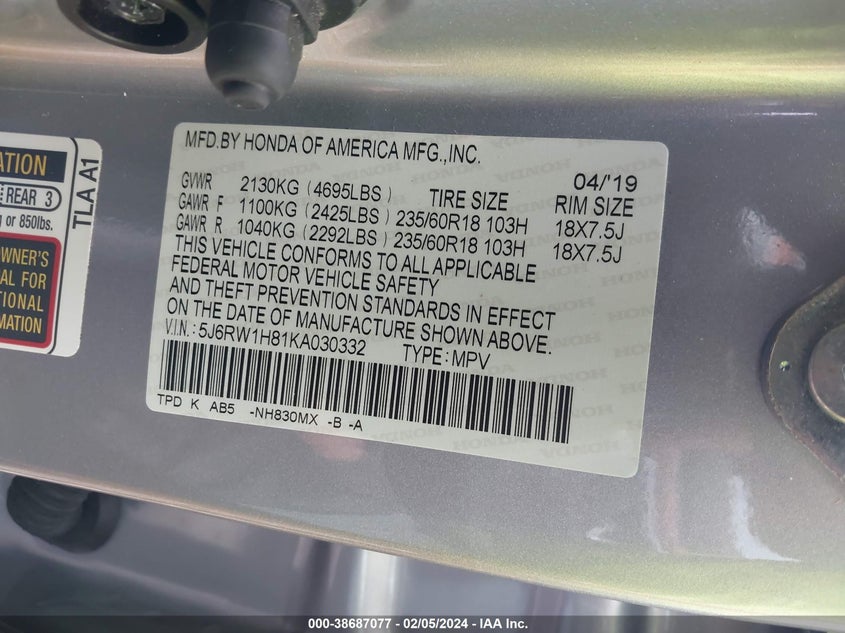 ATION
REAR 3
g or 850lbs.
OWNER'S
AL FOR
TIONAL
RMATION
TLA A1
MFD.BY HONDA OF AMERICA MFG.,INC.
04/'19
GVWR 2130KG (4695LBS) TIRE SIZE RIM SIZE
GAWR F 1100KG (2425LBS) 235/60R18 103H 18X7.5J
GAWR R 1040KG (2292LBS) 235/60R18 103H 18X7.5J
THIS VEHICLE CONFORMS TO ALL APPLICABLE
FEDERAL MOTOR VEHICLE SAFETY
AND THEFT PREVENTION STANDARDS IN EFFECT
ON THE DATE OF MANUFACTURE SHOWN ABOVE.
V.I.N.: 5J6RW1H81KA030332 TYPE: MPV
TPD K AB5 -NH830MX -B -A
000-38687077 - 02/05/2024 - IAA Inc.